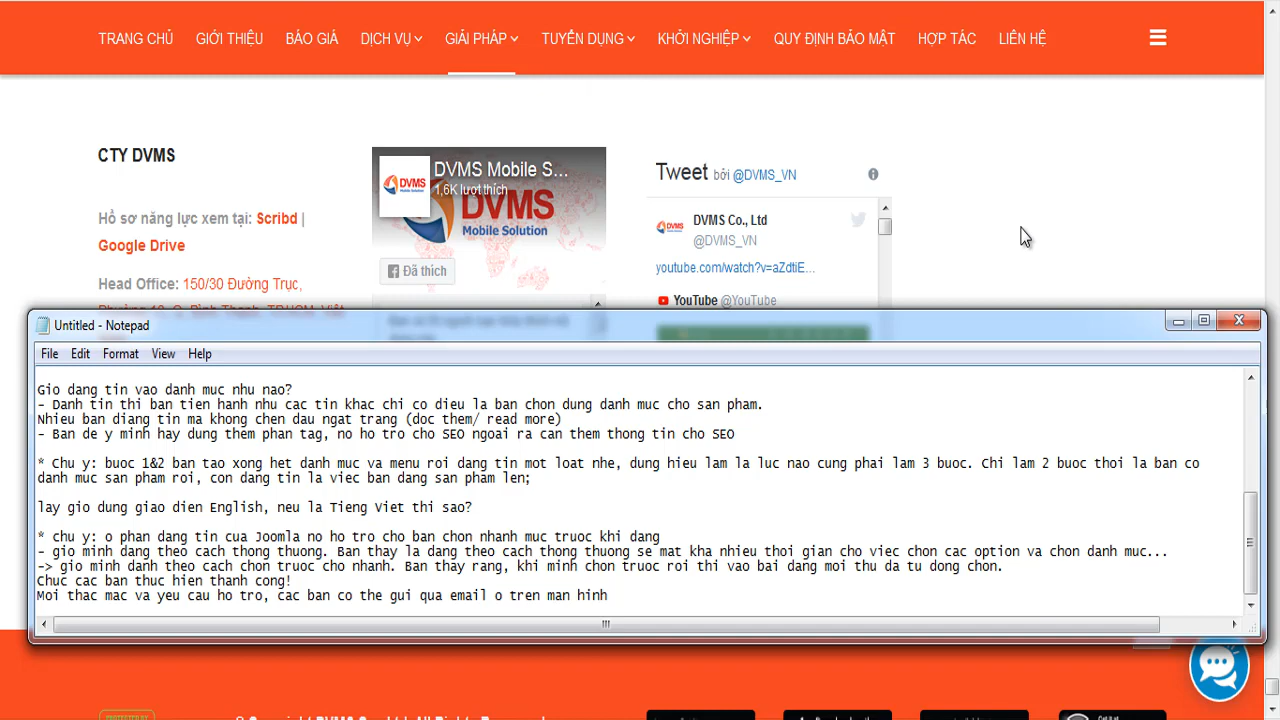 TRANG CHỦ GIỚI THIỆU BÁO GIÁ DỊCH VỤ GIẢI PHÁP TUYỂN DỤNG KHỞI NGHIỆP QUY ĐỊNH BẢO MẬT HỢP TÁC LIÊN HỆ
CTY DVMS
Hồ sơ năng lực xem tại: Scribd |
Google Drive
Head Office: 150/30 Đường Trục,
DVMS Mobile S...
1,6K lượt thích
DVMS
DVMS
Mobile Solution
Đã thích
Tweet bởi @DVMS_VN
DVMS Co., Ltd
@DVMS_VN
youtube.com/watch?v=aZdtiE...
YouTube @YouTube
Untitled - Notepad
File Edit Format View Help
Gio dang tin vao danh muc nhu nao?
- Danh tin thi ban tien hanh nhu cac tin khac chi co dieu la ban chon dung danh muc cho san pham.
Nhieu ban diang tin ma khong chen dau ngat trang (doc them/ read more)
- Ban de y minh hay dung them phan tag, no ho tro cho SEO ngoai ra can them thong tin cho SEO
* Chu y: buoc 1&2 ban tao xong het danh muc va menu roi dang tin mot loat nhe, dung hieu lam la luc nao cung phai lam 3 buoc. Chi lam 2 buoc thoi la ban co
danh muc san pham roi, con dang tin la viec ban dang san pham len;
lay gio dung giao dien English, neu la Tieng Viet thi sao?
* chu y: o phan dang tin cua Joomla no ho tro cho ban chon nhanh muc truoc khi dang
- gio minh dang theo cach thong thuong. Ban thay la dang theo cach thong thuong se mat kha nhieu thoi gian cho viec chon cac option va chon danh muc...
-> gio minh dang theo cach chon truoc cho nhanh. Ban thay rang, khi minh chon truoc roi thi vao bai dang moi thu da tu dong chon.
Chuc cac ban thuc hien thanh cong!
Moi thac mac va yeu cau ho tro, cac ban co the gui qua email o tren man hinh